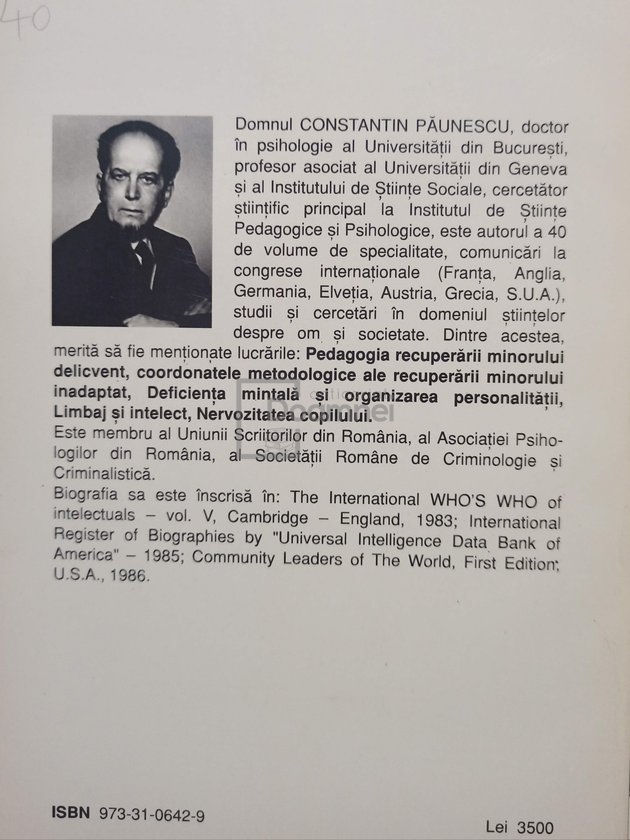 40
Domnul CONSTANTIN PĂUNESCU, doctor
în psihologie al Universității din București,
profesor asociat al Universității din Geneva
și al Institutului de Științe Sociale, cercetător
științific principal la Institutul de Științe
Pedagogice și Psihologice, este autorul a 40
de volume de specialitate, comunicări la
congrese internaționale (Franța, Anglia,
Germania, Elveția, Austria, Grecia, S.U.A.),
studii și cercetări în domeniul științelor
despre om și societate. Dintre acestea,
merită să fie menționate lucrările: Pedagogia recuperării minorului
delicvent, coordonatele metodologice ale recuperării minorului
inadaptat, Deficiența mintală și organizarea personalității,
Limbaj și intelect, Nervozitatea copilului.
Este membru al Uniunii Scriitorilor din România, al Asociației Psiho-
logilor din România, al Societății Române de Criminologie și
Criminalistică.
Biografia sa este înscrisă în: The International WHO'S WHO of
intelectuals – vol. V, Cambridge – England, 1983; International
Register of Biographies by "Universal Intelligence Data Bank of
America" – 1985; Community Leaders of The World, First Edition;
U.S.A., 1986.
ISBN 973-31-0642-9
Lei 3500